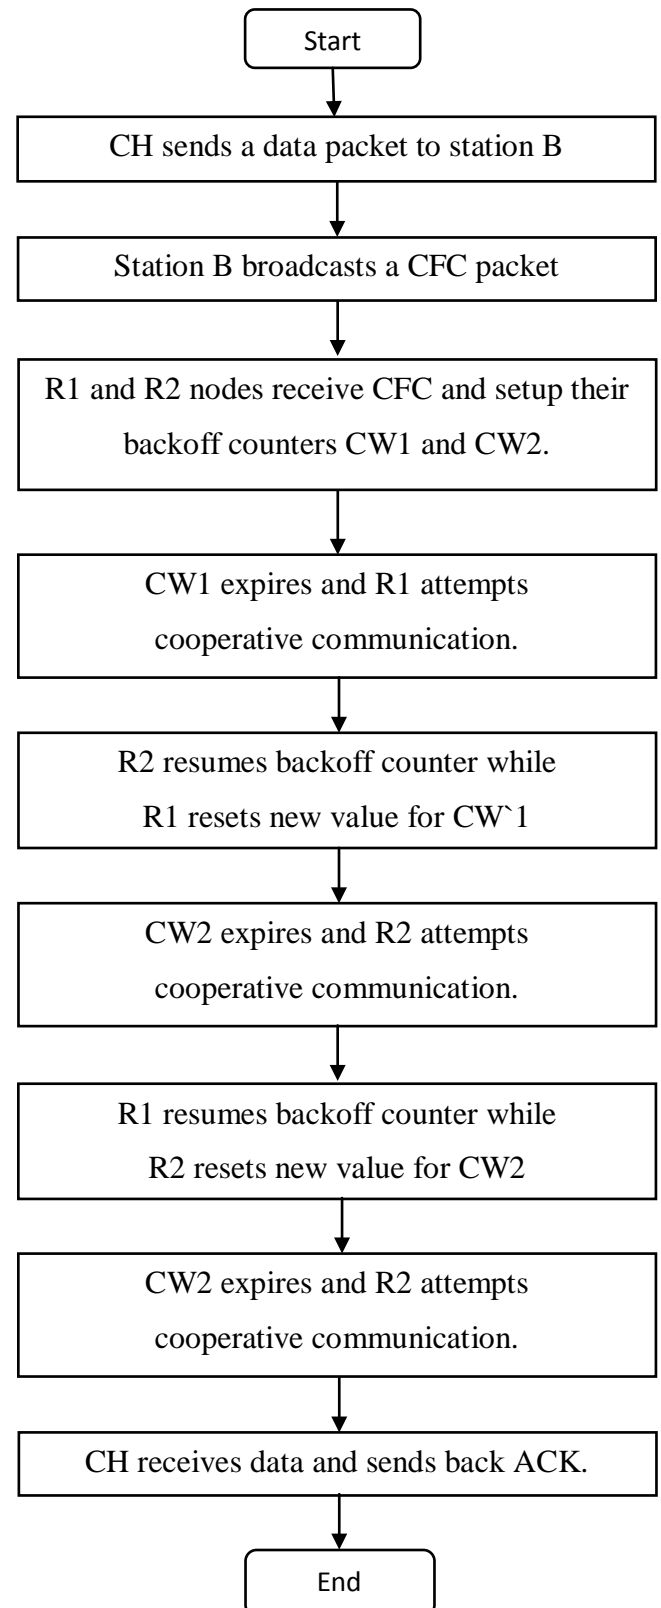 Start
CH sends a data packet to station B
Station B broadcasts a CFC packet
R1 and R2 nodes receive CFC and setup their
backoff counters CW1 and CW2.
CW1 expires and R1 attempts
cooperative communication.
R2 resumes backoff counter while
R1 resets new value for CW`1
CW2 expires and R2 attempts
cooperative communication.
R1 resumes backoff counter while
R2 resets new value for CW2
CW2 expires and R2 attempts
cooperative communication.
CH receives data and sends back ACK.
End